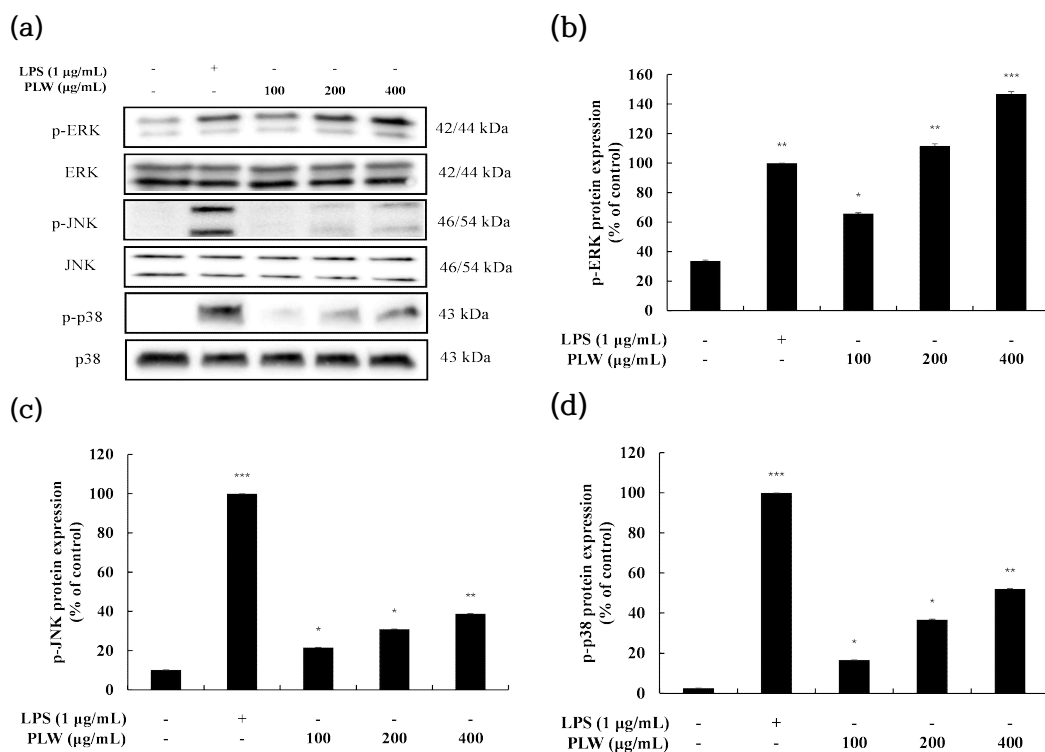 (a)
LPS (1 µg/mL) - + - - -
PLW (µg/mL) - - 100 200 400
p-ERK 42/44 kDa
ERK 42/44 kDa
p-JNK 46/54 kDa
JNK 46/54 kDa
p-p38 43 kDa
p38 43 kDa
(b)
p-ERK protein expression
(% of control)
160
140
120
100
80
60
40
20
0
**
*
**
***
LPS (1 µg/mL) - + - - -
PLW (µg/mL) - - 100 200 400
(c)
p-JNK protein expression
(% of control)
120
100
80
60
40
20
0
***
*
*
**
LPS (1 µg/mL) - + - - -
PLW (µg/mL) - - 100 200 400
(d)
p-p38 protein expression
(% of control)
120
100
80
60
40
20
0
***
*
*
**
LPS (1 µg/mL) - + - - -
PLW (µg/mL) - - 100 200 400